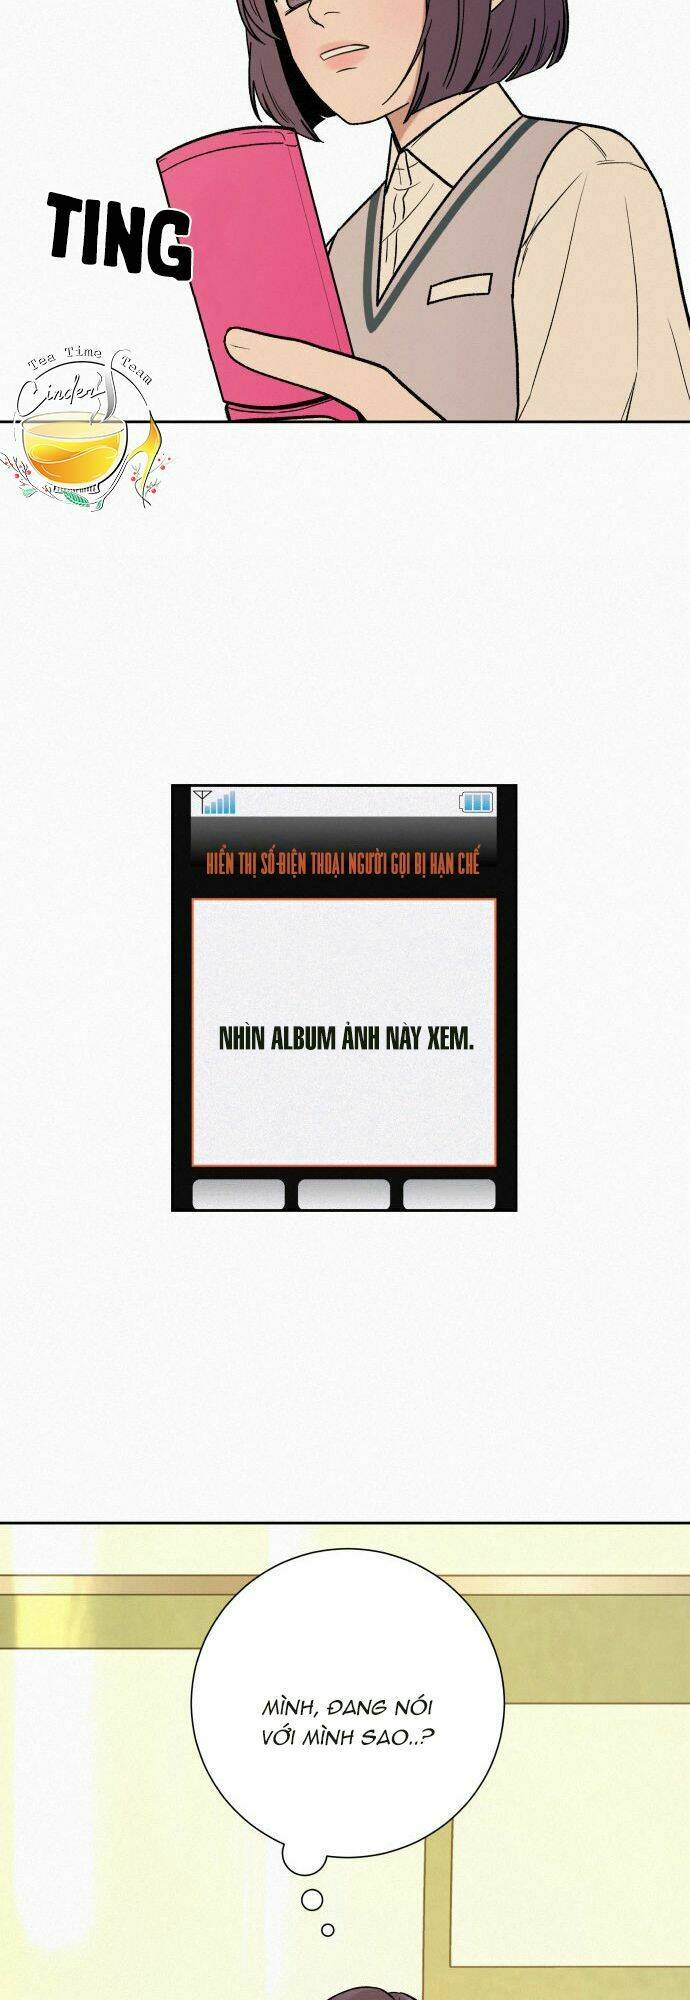 TING
Tea Time Team
Cinder
HIỂN THỊ SỐ ĐIỆN THOẠI NGƯỜI GỌI BỊ HẠN CHẾ
NHÌN ALBUM ẢNH NÀY XEM.
MÌNH, ĐANG NÓI
VỚI MÌNH SAO..?